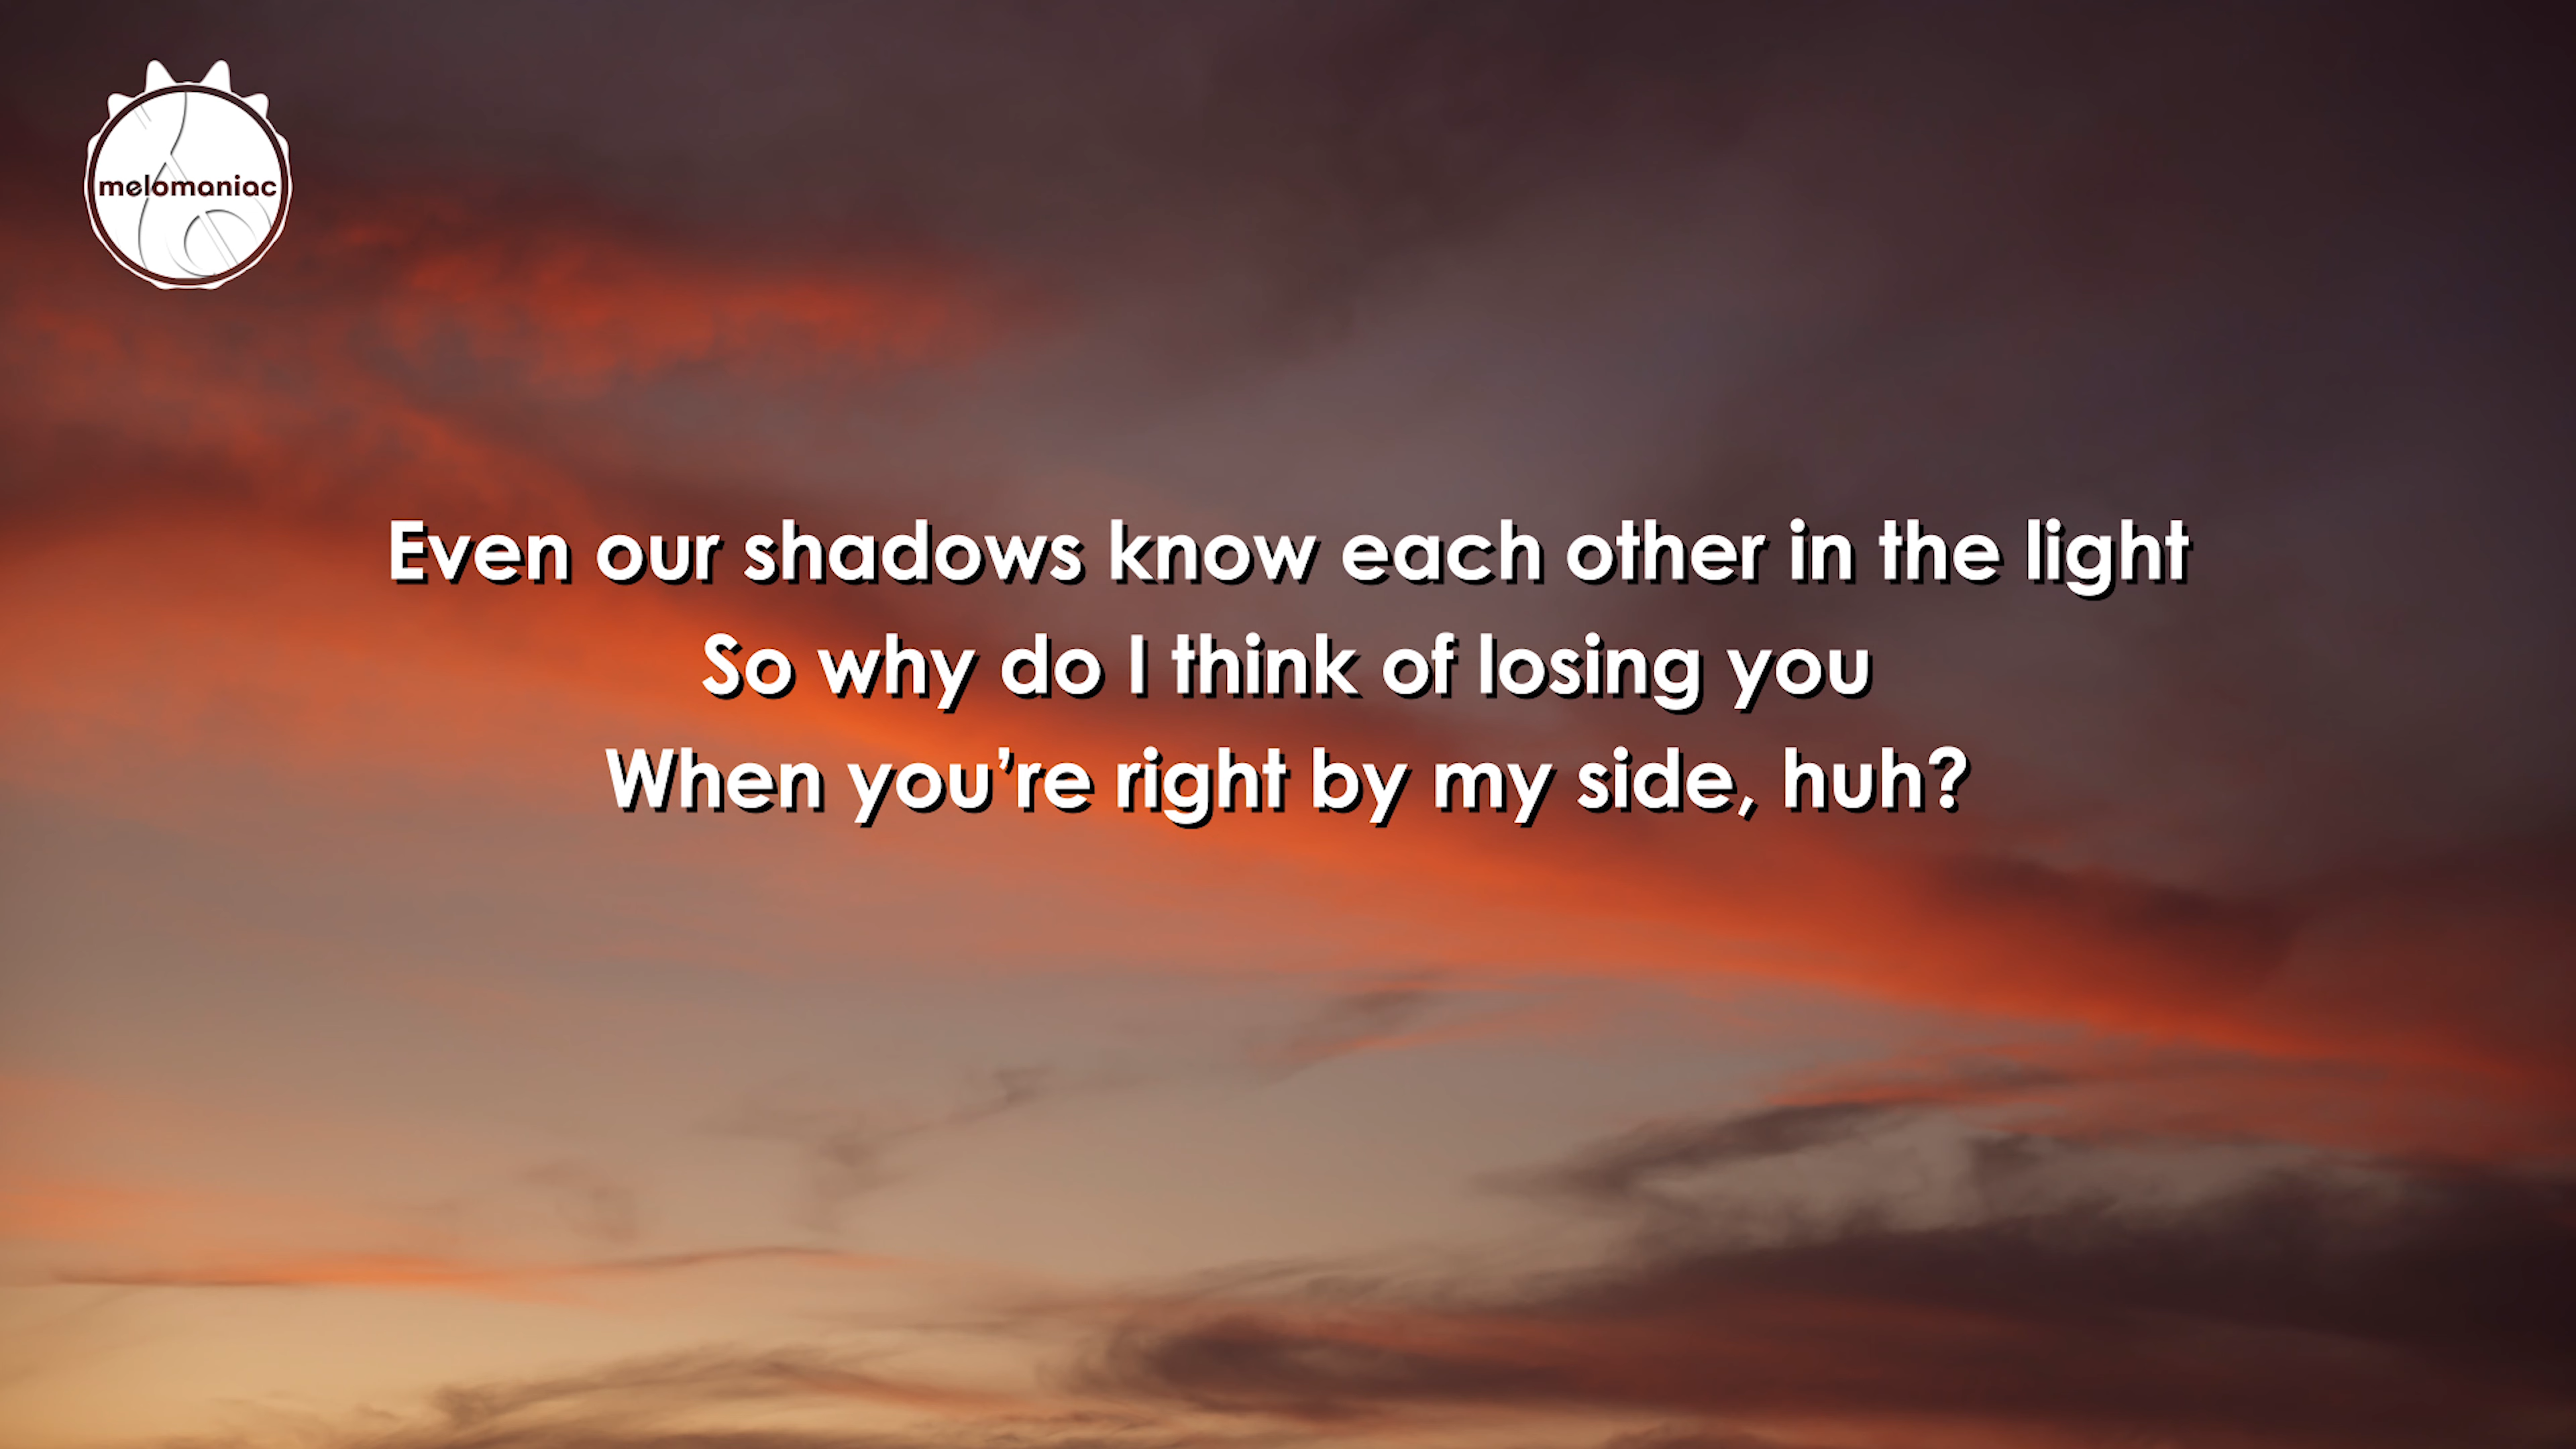 melomaniac
Even our shadows know each other in the light
So why do I think of losing you
When you’re right by my side, huh?